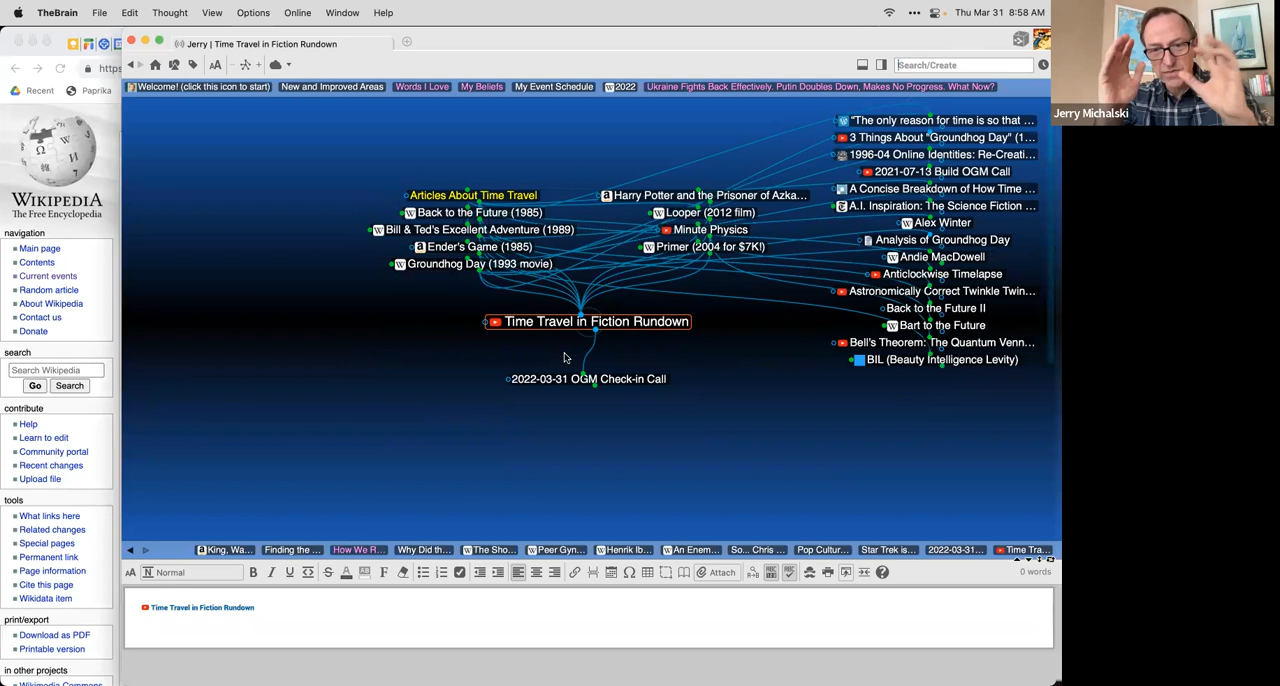 TheBrain File Edit Thought View Options Online Window Help
Thu Mar 31 8:58 AM
Jerry | Time Travel in Fiction Rundown
https
Search/Create
Recent Paprika
Welcome! (click this icon to start) New and Improved Areas Words I Love My Beliefs My Event Schedule 2022 Ukraine Fights Back Effectively. Putin Doubles Down, Makes No Progress. What Now?
Jerry Michalski
WIKIPEDIA
The Free Encyclopedia
navigation
Main page
Contents
Current events
Random article
About Wikipedia
Contact us
Donate
search
Search Wikipedia
Go Search
contribute
Help
Learn to edit
Community portal
Recent changes
Upload file
tools
What links here
Related changes
Special pages
Permanent link
Page information
Cite this page
Wikidata item
print/export
Download as PDF
Printable version
in other projects
Wikimedia Commons
Articles About Time Travel
Back to the Future (1985)
Bill & Ted's Excellent Adventure (1989)
Ender's Game (1985)
Groundhog Day (1993 movie)
Harry Potter and the Prisoner of Azka...
Looper (2012 film)
Minute Physics
Primer (2004 for $7K!)
"The only reason for time is so that ...
3 Things About "Groundhog Day" (1...
1996-04 Online Identities: Re-Creati...
2021-07-13 Build OGM Call
A Concise Breakdown of How Time ...
A.I. Inspiration: The Science Fiction ...
Alex Winter
Analysis of Groundhog Day
Andie MacDowell
Anticlockwise Timelapse
Astronomically Correct Twinkle Twin...
Back to the Future II
Bart to the Future
Bell's Theorem: The Quantum Venn...
BIL (Beauty Intelligence Levity)
Time Travel in Fiction Rundown
2022-03-31 OGM Check-in Call
King, Wa... Finding the ... How We R... Why Did th... The Sho... Peer Gyn... Henrik Ib... An Enem... So... Chris ... Pop Cultur... Star Trek is... 2022-03-31... Time Tra...
Normal
Attach
0 words
Time Travel in Fiction Rundown